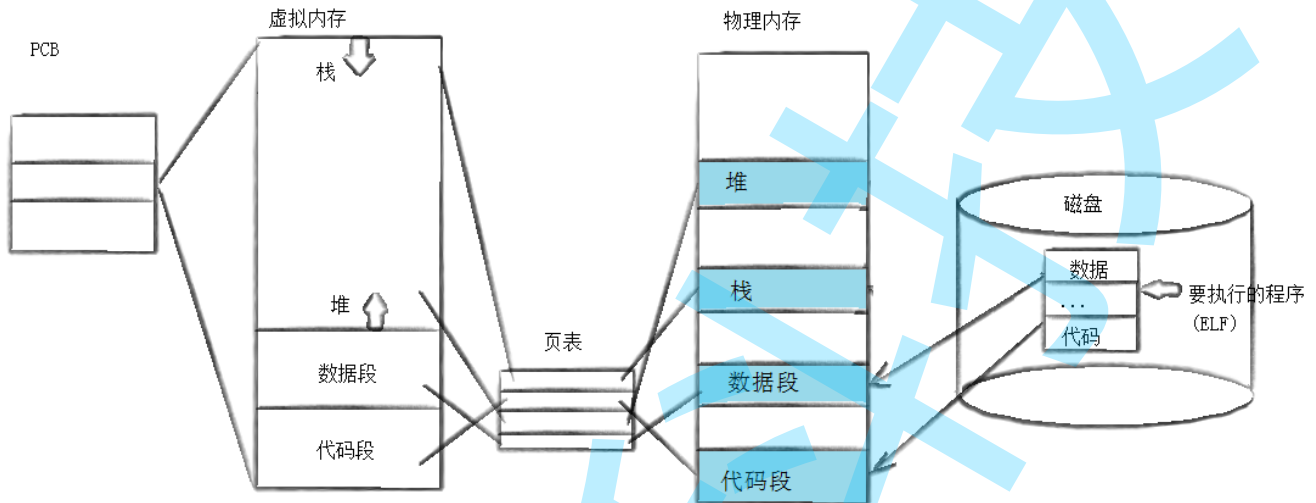 PCB
虚拟内存
栈
堆
数据段
代码段
页表
物理内存
堆
栈
数据段
代码段
磁盘
数据
...
代码
要执行的程序
(ELF)